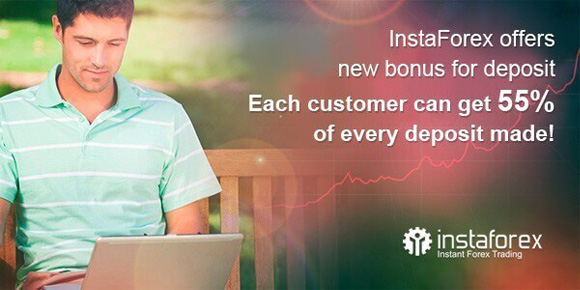 InstaForex offers
new bonus for deposit
Each customer can get 55%
of every deposit made!
instaforex
Instant Forex Trading